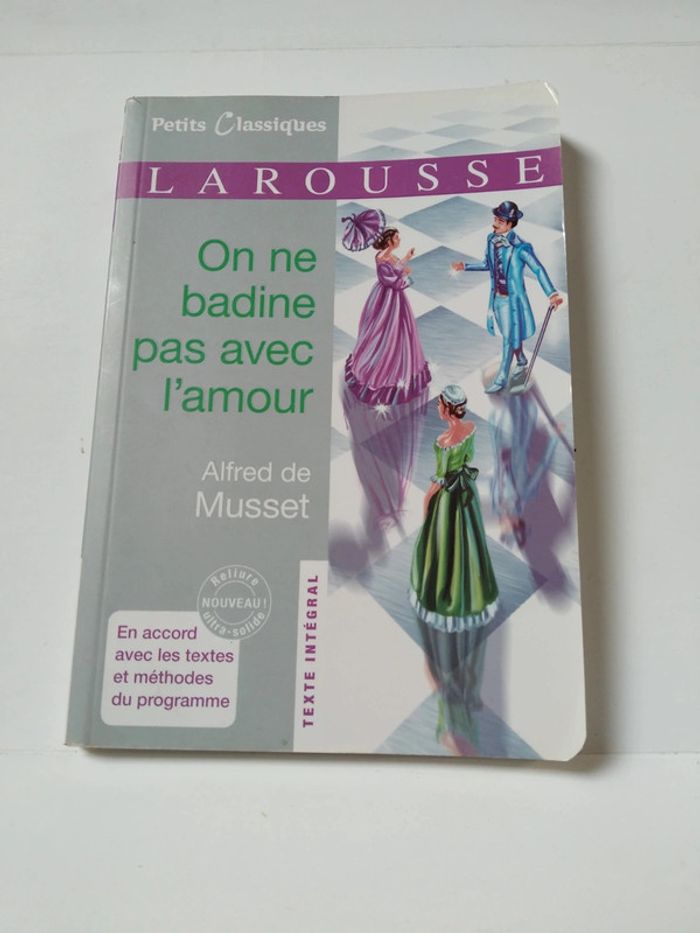 Petits Classiques
LAROUSSE
On ne
badine
pas avec
l'amour
Alfred de
Musset
Reliure
NOUVEAU !
ultra-solide
En accord
avec les textes
et méthodes
du programme
TEXTE INTÉGRAL